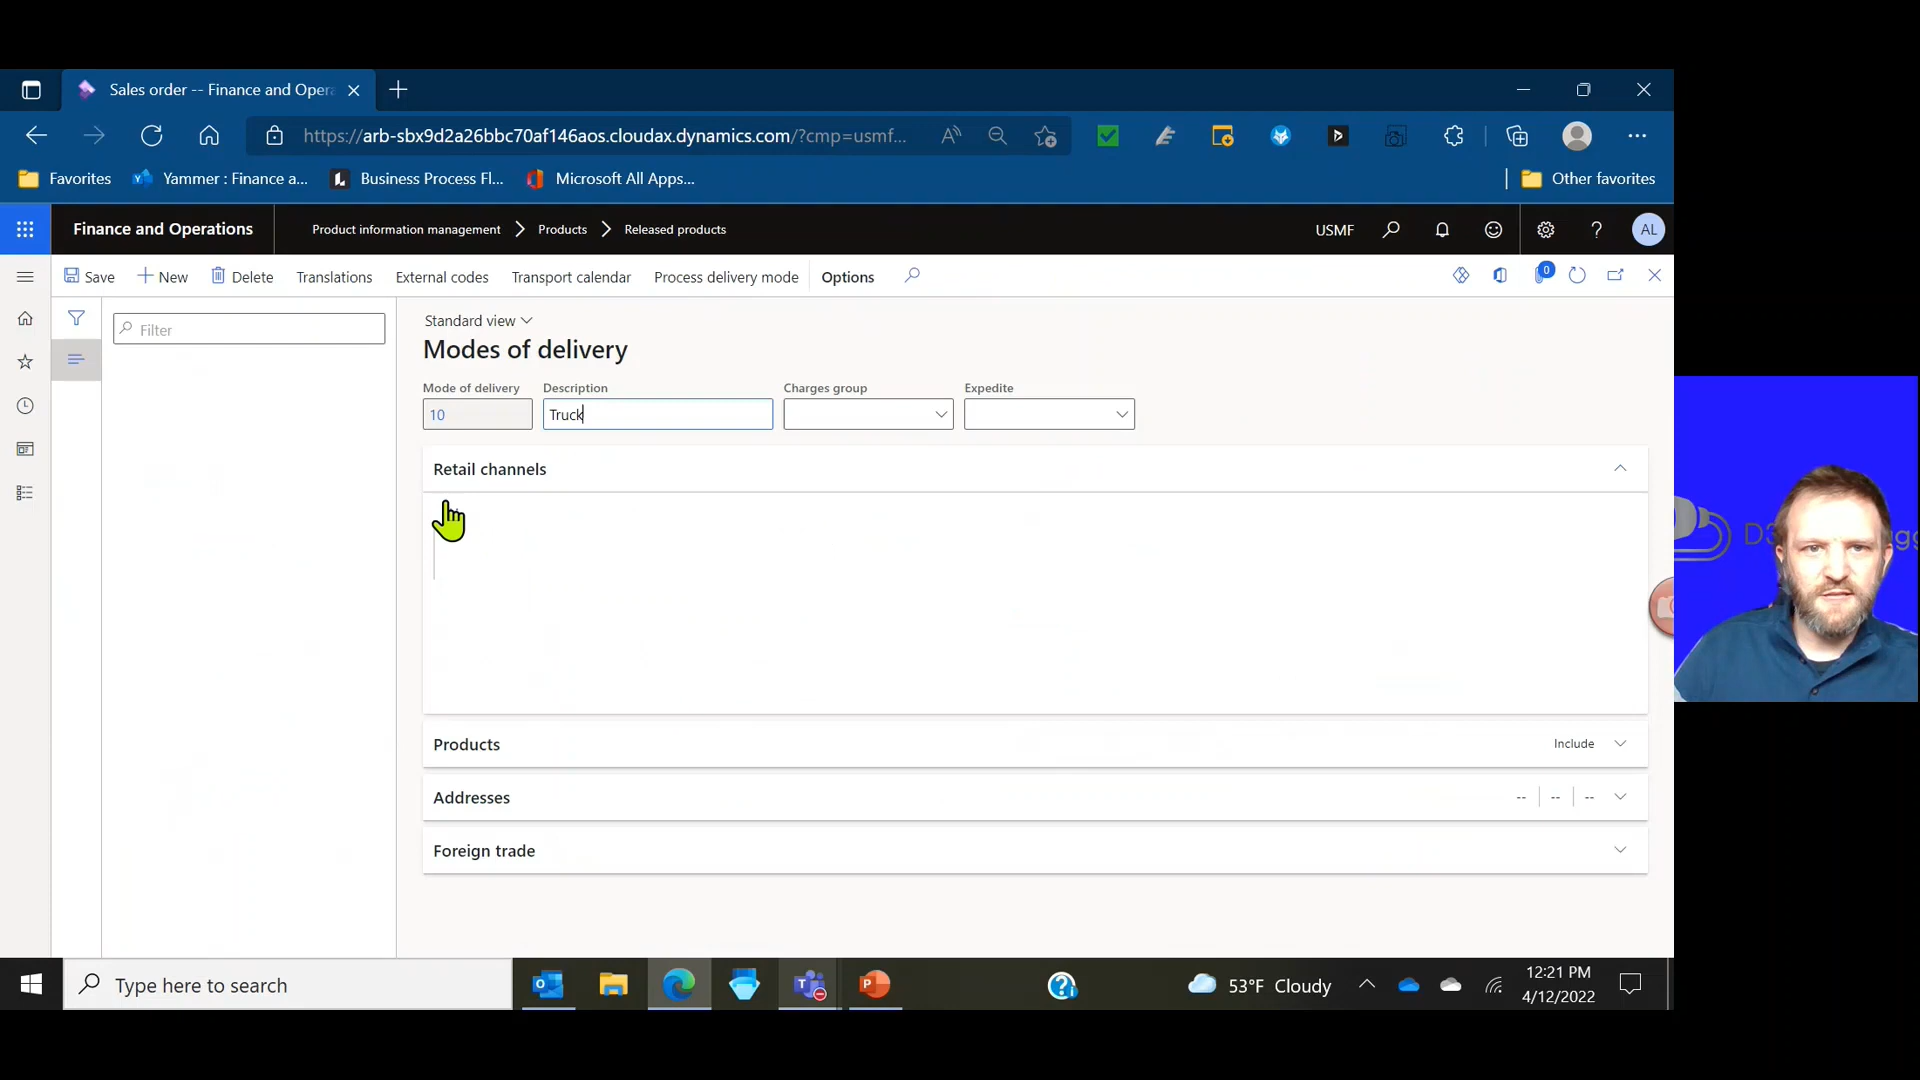 Sales order -- Finance and Opera
https://arb-sbx9d2a26bbc70af146aos.cloudax.dynamics.com/?cmp=usmf...
Favorites
Yammer : Finance a...
Business Process Fl...
Microsoft All Apps...
Other favorites
Finance and Operations
Product information management
Products
Released products
USMF
AL
Save
New
Delete
Translations
External codes
Transport calendar
Process delivery mode
Options
0
Filter
Standard view
Modes of delivery
Mode of delivery Description Charges group Expedite
10 Truck
Retail channels
Products Include
Addresses -- -- --
Foreign trade
Type here to search
53°F Cloudy
12:21 PM
4/12/2022